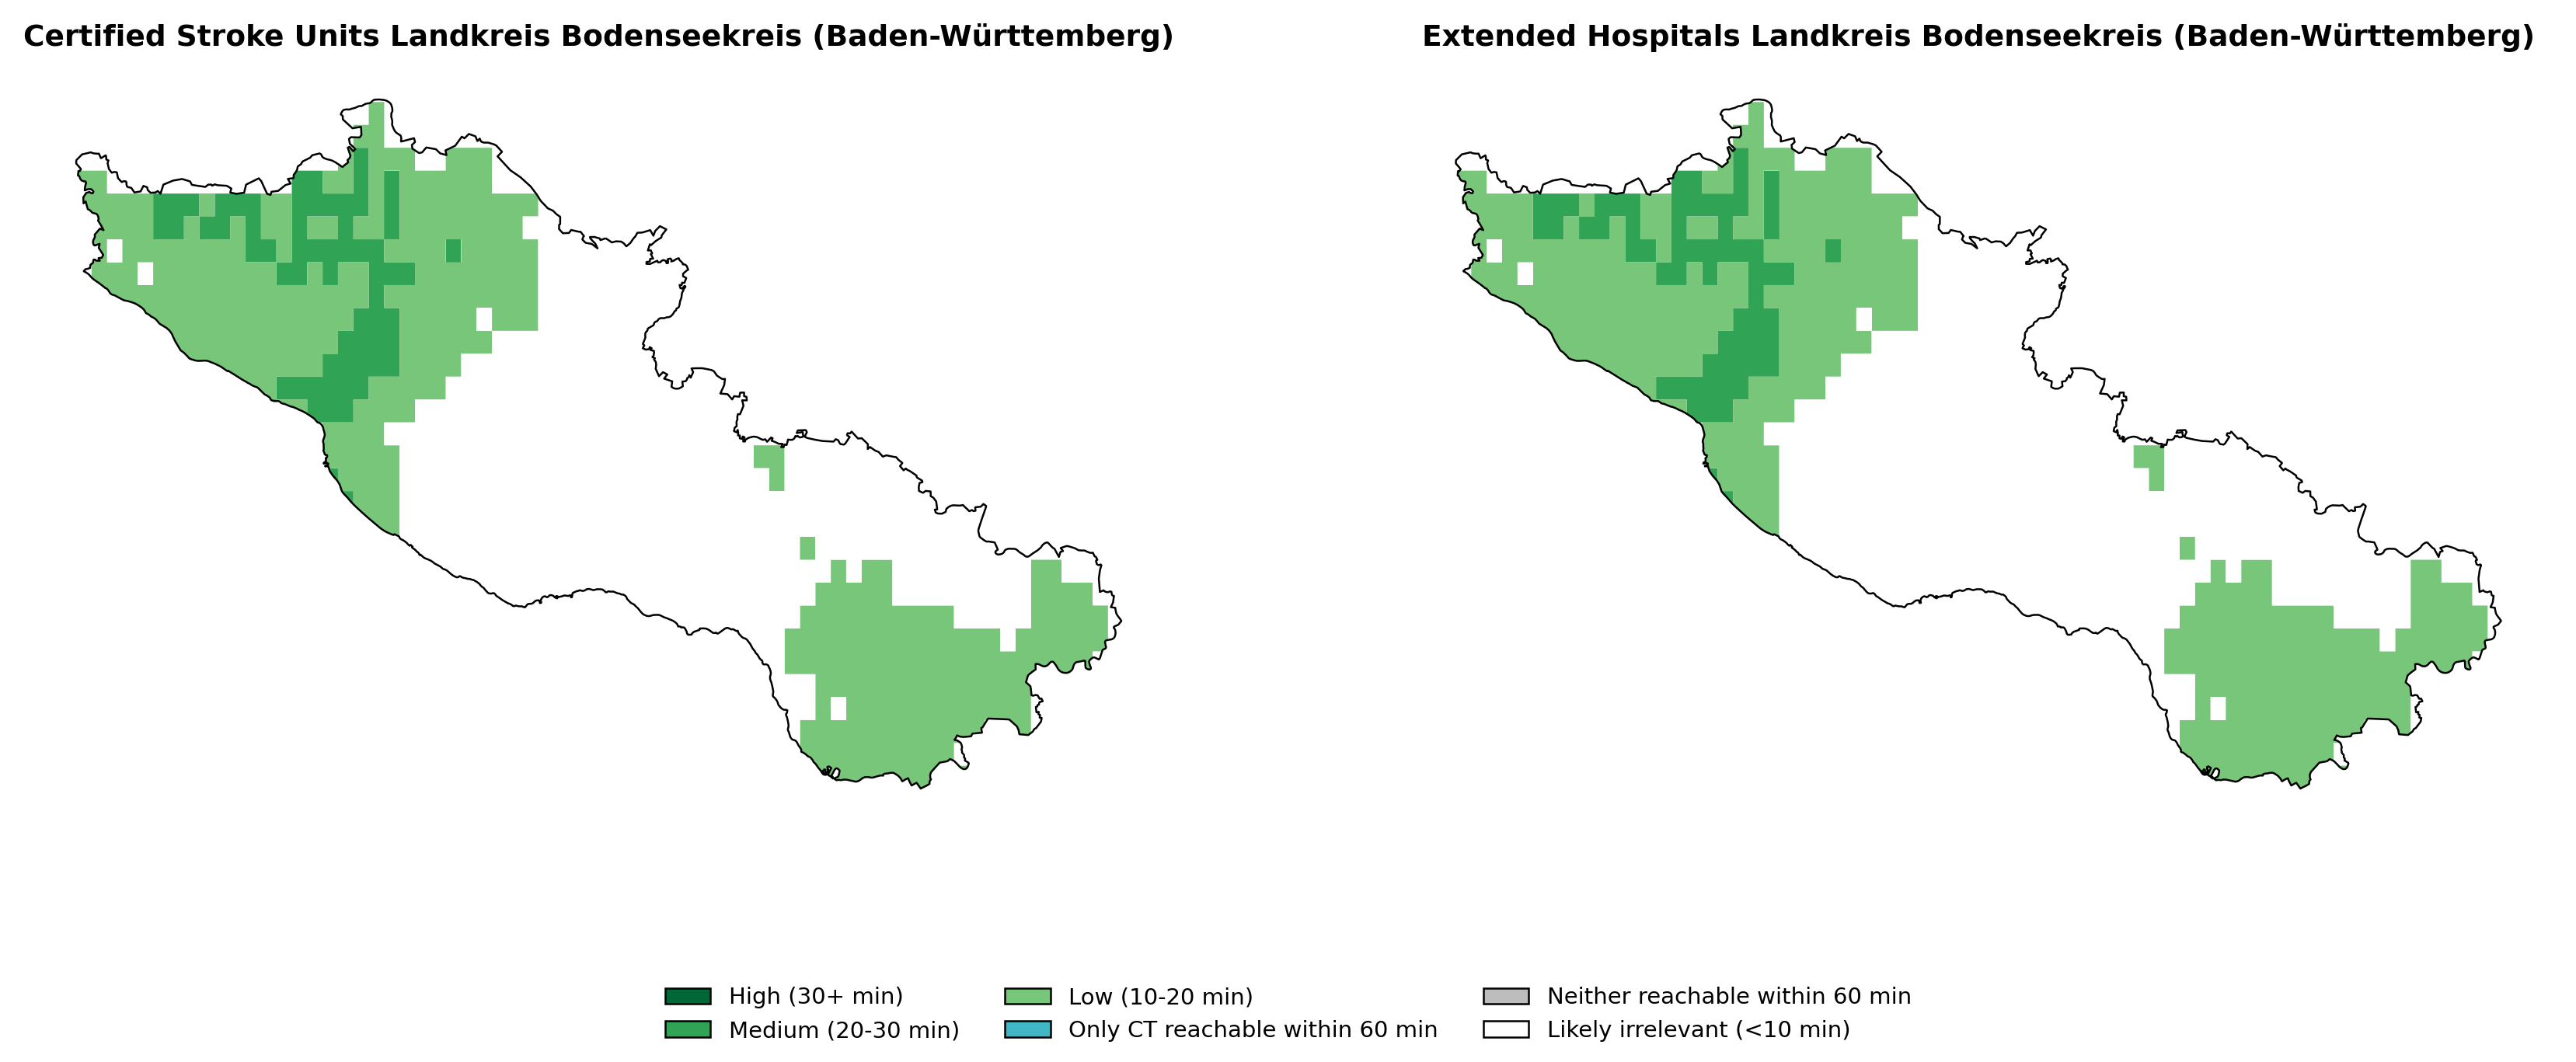 Certified Stroke Units Landkreis Bodenseekreis (Baden-Württemberg)
Extended Hospitals Landkreis Bodenseekreis (Baden-Württemberg)
High (30+ min)
Medium (20-30 min)
Low (10-20 min)
Only CT reachable within 60 min
Neither reachable within 60 min
Likely irrelevant (<10 min)